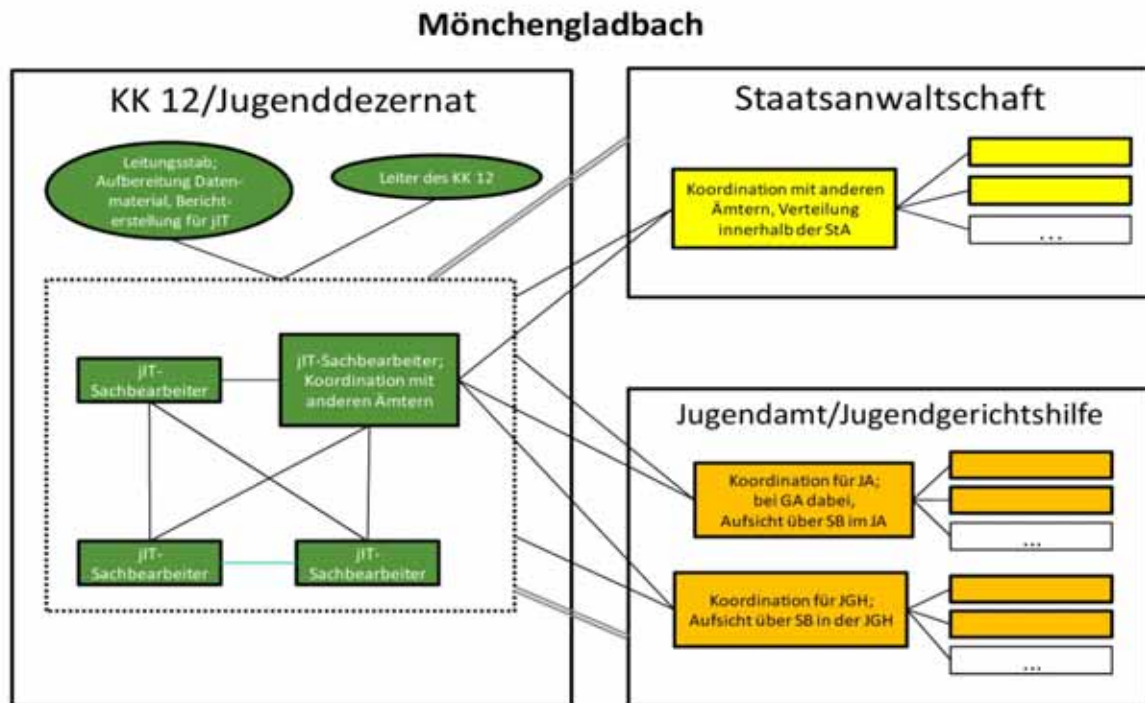 Mönchengladbach
KK 12/Jugenddezernat
Leitungsstab;
Aufbereitung Daten-
material, Bericht-
erstellung für jIT
Leiter des KK 12
jIT-
Sachbearbeiter
jIT-Sachbearbeiter;
Koordination mit
anderen Ämtern
jIT-
Sachbearbeiter
jIT-
Sachbearbeiter
Staatsanwaltschaft
Koordination mit anderen
Ämtern, Verteilung
innerhalb der StA
...
Jugendamt/Jugendgerichtshilfe
Koordination für JA;
bei GA dabei,
Aufsicht über SB im JA
...
Koordination für JGH;
Aufsicht über SB in der JGH
...